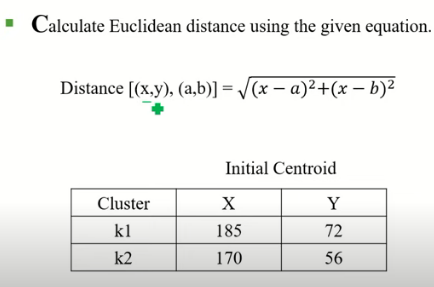 Calculate Euclidean distance using the given equation.
Distance [(x,y), (a,b)] = √(x – a)²+(x – b)²
Initial Centroid
Cluster X Y
k1 185 72
k2 170 56